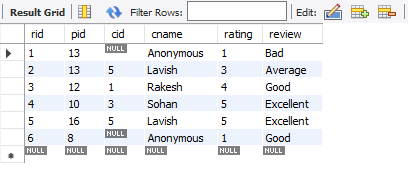 Result Grid Filter Rows: Edit:
rid pid cid cname rating review
1 13 NULL Anonymous 1 Bad
2 13 5 Lavish 3 Average
3 12 1 Rakesh 4 Good
4 10 3 Sohan 5 Excellent
5 16 5 Lavish 5 Excellent
6 8 NULL Anonymous 1 Good
NULL NULL NULL NULL NULL NULL